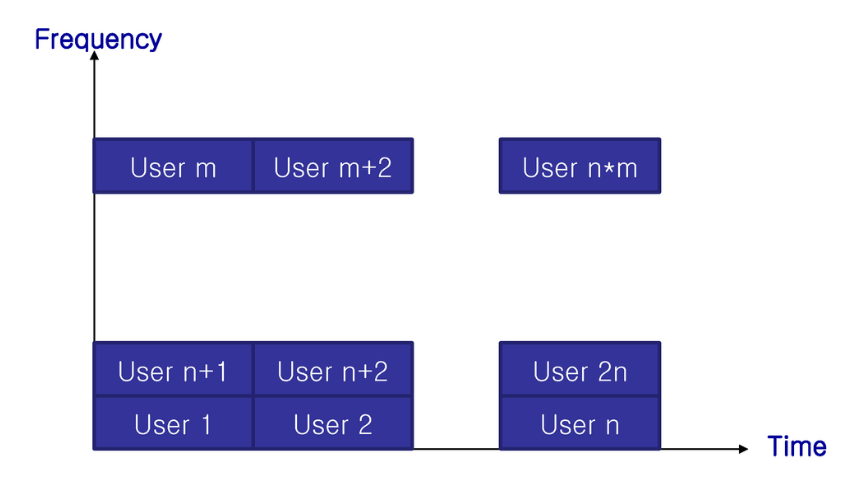 Frequency
User m
User m+2
User n*m
User n+1
User n+2
User 2n
User 1
User 2
User n
Time